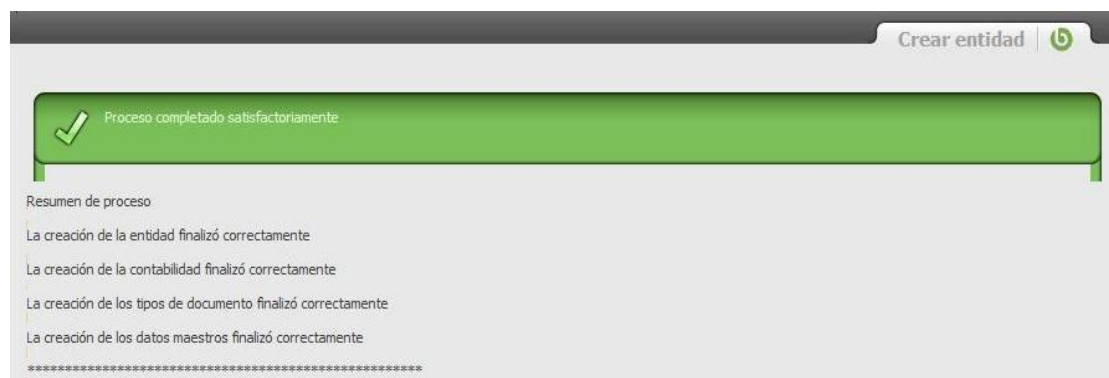 Crear entidad
Proceso completado satisfactoriamente
Resumen de proceso
La creación de la entidad finalizó correctamente
La creación de la contabilidad finalizó correctamente
La creación de los tipos de documento finalizó correctamente
La creación de los datos maestros finalizó correctamente
*****************************************************